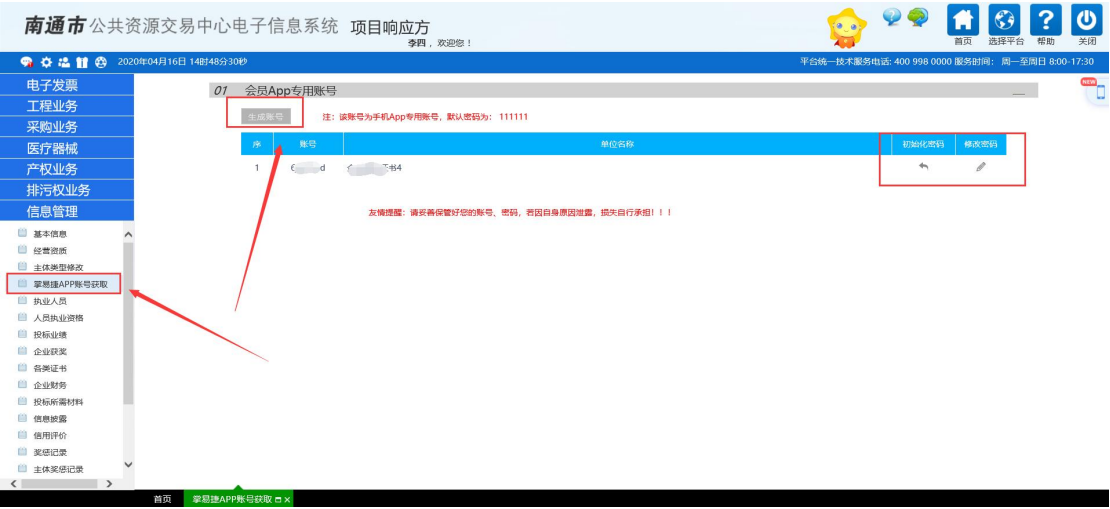 南通市公共资源交易中心电子信息系统 项目响应方
李四，欢迎您！
首页 选择平台 帮助 关闭
2020年04月16日 14时48分30秒
平台统一技术服务电话: 400 998 0000 服务时间： 周一至周日 8:00-17:30
NEW
电子发票
工程业务
采购业务
医疗器械
产权业务
排污权业务
信息管理
基本信息
经营资质
主体类型修改
掌易捷APP账号获取
执业人员
人员执业资格
投标业绩
企业获奖
各类证书
企业财务
投标所需材料
信息披露
信用评价
奖惩记录
主体奖惩记录
01 会员App专用账号
生成账号
注：该账号为手机App专用账号，默认密码为：111111
序 账号 单位名称 初始化密码 修改密码
1 d 书4
友情提醒：请妥善保管好您的账号、密码，若因自身原因泄露，损失自行承担！！！
首页 掌易捷APP账号获取